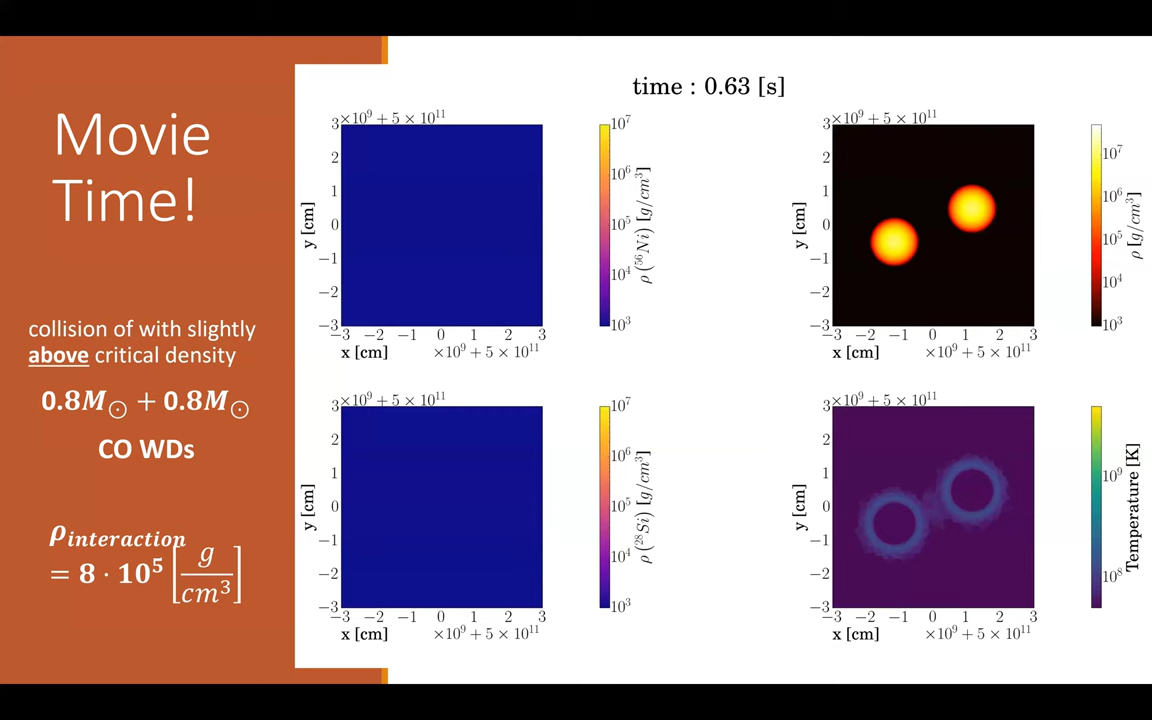 Movie
Time!
collision of with slightly
above critical density
0.8M⊙ + 0.8M⊙
CO WDs
ρinteraction
= 8 · 10⁵ [g/cm³]
time : 0.63 [s]
3×10⁹ + 5 × 10¹¹
2
1
0
−1
−2
−3
y [cm]
−3 −2 −1 0 1 2 3
x [cm] ×10⁹ + 5 × 10¹¹
10⁷
10⁶
10⁵
10⁴
10³
ρ(⁵⁶Ni) [g/cm³]
3×10⁹ + 5 × 10¹¹
2
1
0
−1
−2
−3
y [cm]
−3 −2 −1 0 1 2 3
x [cm] ×10⁹ + 5 × 10¹¹
10⁷
10⁶
10⁵
10⁴
10³
ρ [g/cm³]
3×10⁹ + 5 × 10¹¹
2
1
0
−1
−2
−3
y [cm]
−3 −2 −1 0 1 2 3
x [cm] ×10⁹ + 5 × 10¹¹
10⁷
10⁶
10⁵
10⁴
10³
ρ(²⁸Si) [g/cm³]
3×10⁹ + 5 × 10¹¹
2
1
0
−1
−2
−3
y [cm]
−3 −2 −1 0 1 2 3
x [cm] ×10⁹ + 5 × 10¹¹
10⁹
10⁸
Temperature [K]